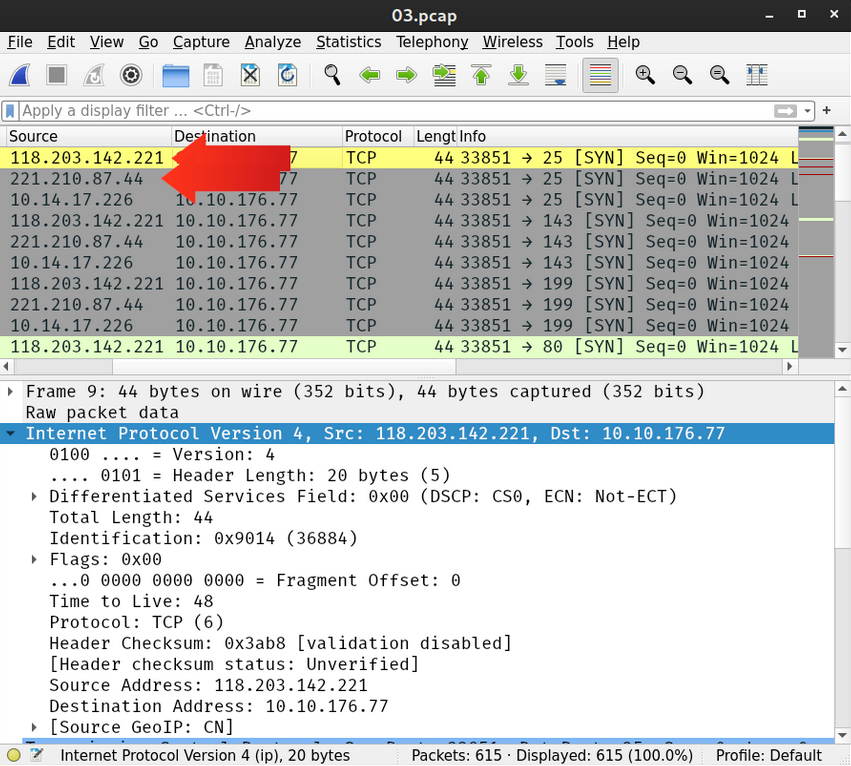 03.pcap
File Edit View Go Capture Analyze Statistics Telephony Wireless Tools Help
Apply a display filter ... <Ctrl-/>
Source Destination Protocol Lengt Info
118.203.142.221 7 TCP 44 33851 → 25 [SYN] Seq=0 Win=1024 L
221.210.87.44 77 TCP 44 33851 → 25 [SYN] Seq=0 Win=1024 L
10.14.17.226 10.10.176.77 TCP 44 33851 → 25 [SYN] Seq=0 Win=1024 L
118.203.142.221 10.10.176.77 TCP 44 33851 → 143 [SYN] Seq=0 Win=1024
221.210.87.44 10.10.176.77 TCP 44 33851 → 143 [SYN] Seq=0 Win=1024
10.14.17.226 10.10.176.77 TCP 44 33851 → 143 [SYN] Seq=0 Win=1024
118.203.142.221 10.10.176.77 TCP 44 33851 → 199 [SYN] Seq=0 Win=1024
221.210.87.44 10.10.176.77 TCP 44 33851 → 199 [SYN] Seq=0 Win=1024
10.14.17.226 10.10.176.77 TCP 44 33851 → 199 [SYN] Seq=0 Win=1024
118.203.142.221 10.10.176.77 TCP 44 33851 → 80 [SYN] Seq=0 Win=1024 L
Frame 9: 44 bytes on wire (352 bits), 44 bytes captured (352 bits)
Raw packet data
Internet Protocol Version 4, Src: 118.203.142.221, Dst: 10.10.176.77
0100 .... = Version: 4
.... 0101 = Header Length: 20 bytes (5)
Differentiated Services Field: 0x00 (DSCP: CS0, ECN: Not-ECT)
Total Length: 44
Identification: 0x9014 (36884)
Flags: 0x00
...0 0000 0000 0000 = Fragment Offset: 0
Time to Live: 48
Protocol: TCP (6)
Header Checksum: 0x3ab8 [validation disabled]
[Header checksum status: Unverified]
Source Address: 118.203.142.221
Destination Address: 10.10.176.77
[Source GeoIP: CN]
Internet Protocol Version 4 (ip), 20 bytes Packets: 615 · Displayed: 615 (100.0%) Profile: Default